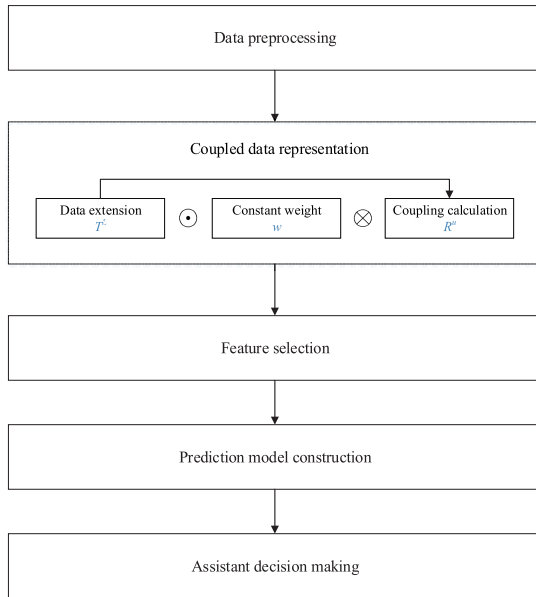 Data preprocessing
Coupled data representation
Data extension
Constant weight
Coupling calculation
w
Feature selection
Prediction model construction
Assistant decision making